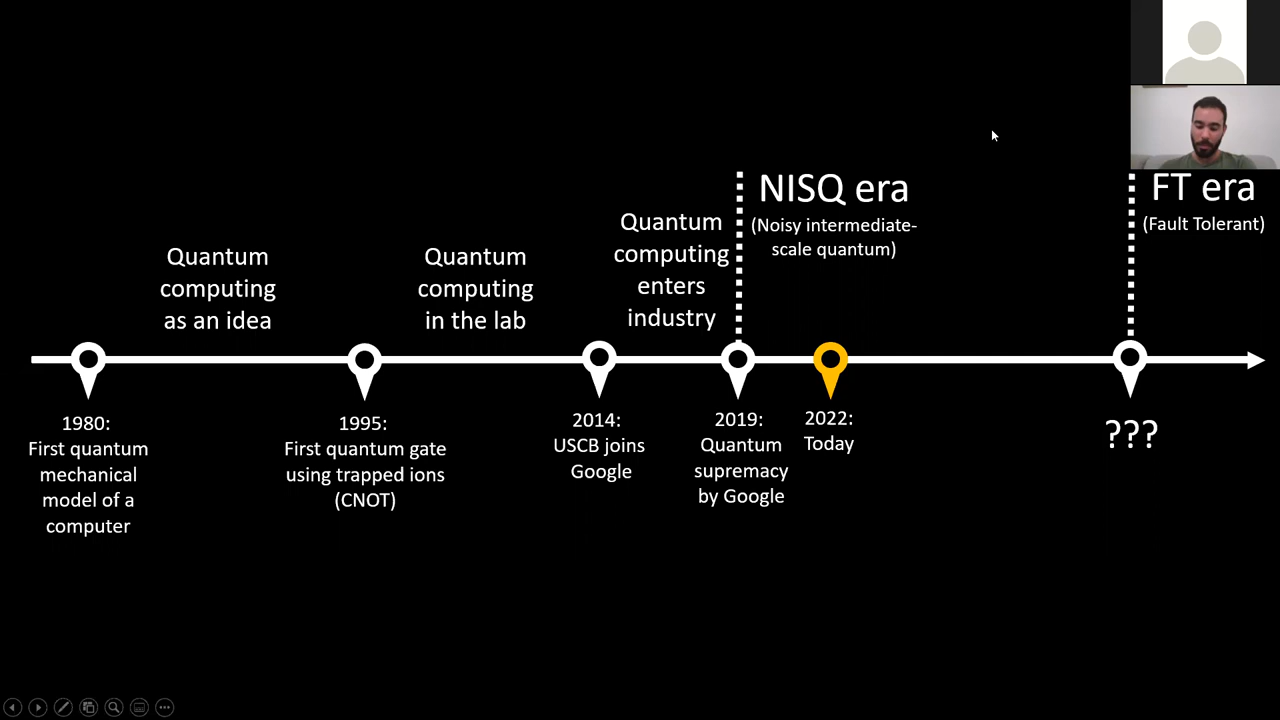 Quantum
computing
as an idea
Quantum
computing
in the lab
Quantum
computing
enters
industry
NISQ era
(Noisy intermediate-
scale quantum)
FT era
(Fault Tolerant)
1980:
First quantum
mechanical
model of a
computer
1995:
First quantum gate
using trapped ions
(CNOT)
2014:
USCB joins
Google
2019:
Quantum
supremacy
by Google
2022:
Today
???